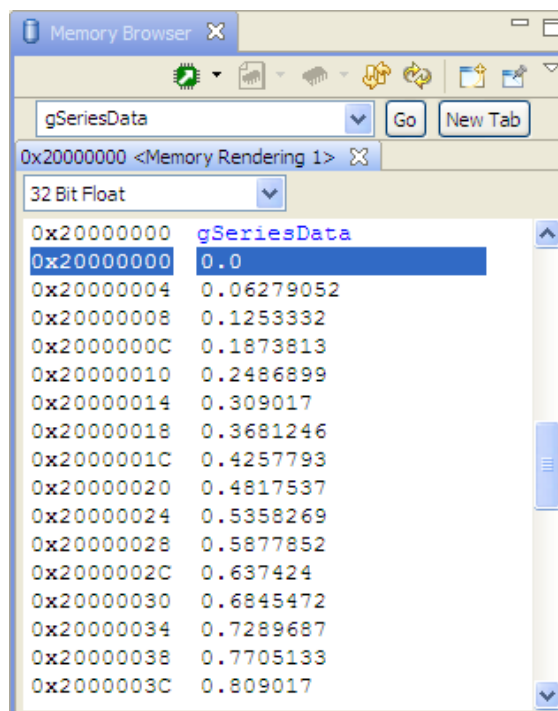 Memory Browser
gSeriesData Go New Tab
0x20000000 <Memory Rendering 1>
32 Bit Float
0x20000000 gSeriesData
0x20000000 0.0
0x20000004 0.06279052
0x20000008 0.1253332
0x2000000C 0.1873813
0x20000010 0.2486899
0x20000014 0.309017
0x20000018 0.3681246
0x2000001C 0.4257793
0x20000020 0.4817537
0x20000024 0.5358269
0x20000028 0.5877852
0x2000002C 0.637424
0x20000030 0.6845472
0x20000034 0.7289687
0x20000038 0.7705133
0x2000003C 0.809017